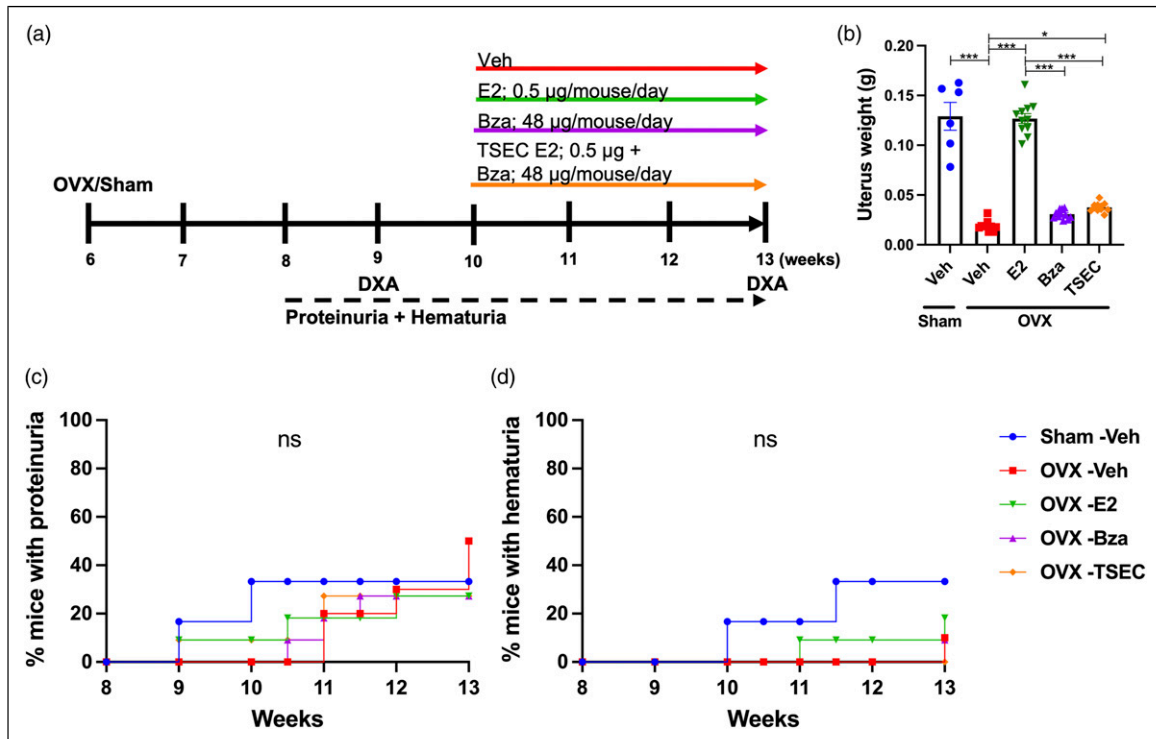 (a)
Veh
E2; 0.5 µg/mouse/day
Bza; 48 µg/mouse/day
TSEC E2; 0.5 µg +
Bza; 48 µg/mouse/day
OVX/Sham
6 7 8 9 10 11 12 13 (weeks)
DXA DXA
Proteinuria + Hematuria
(b)
*
*** *** ***
***
Uterus weight (g)
0.20
0.15
0.10
0.05
0.00
Veh Veh E2 Bza TSEC
Sham OVX
(c)
% mice with proteinuria
100
80
60
40
20
0
ns
8 9 10 11 12 13
Weeks
(d)
% mice with hematuria
100
80
60
40
20
0
ns
8 9 10 11 12 13
Weeks
Sham -Veh
OVX -Veh
OVX -E2
OVX -Bza
OVX -TSEC